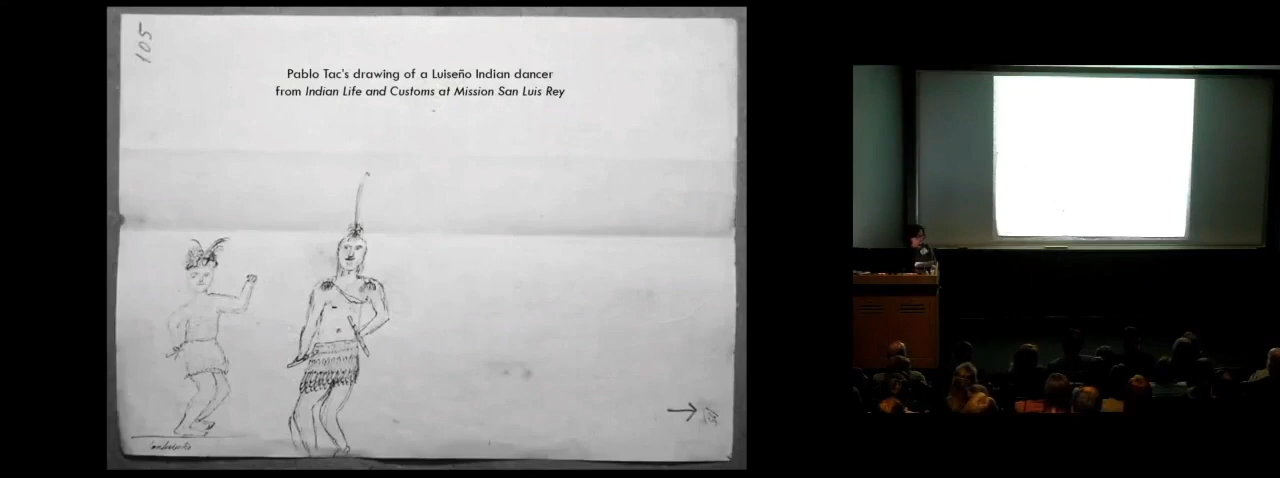 105
Pablo Tac's drawing of a Luiseño Indian dancer
from Indian Life and Customs at Mission San Luis Rey